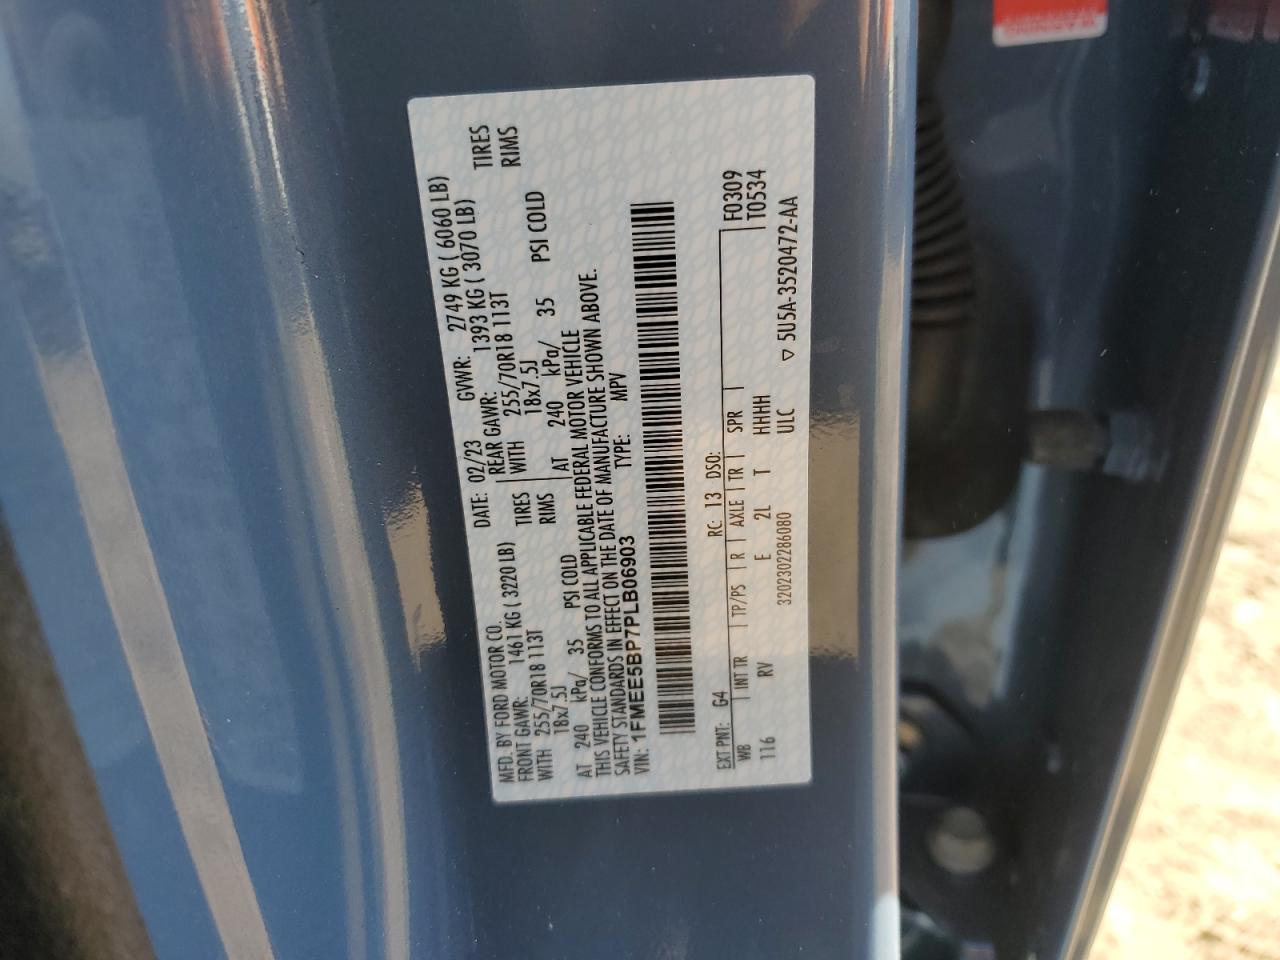 MFD. BY FORD MOTOR CO. DATE: 02/23 GVWR: 2749 KG ( 6060 LB)
FRONT GAWR: 1461 KG ( 3220 LB) REAR GAWR: 1393 KG ( 3070 LB)
WITH 255/70R18 113T TIRES WITH 255/70R18 113T TIRES
18x7.5J RIMS 18x7.5J RIMS
AT 240 kPa/ 35 PSI COLD AT 240 kPa/ 35 PSI COLD
THIS VEHICLE CONFORMS TO ALL APPLICABLE FEDERAL MOTOR VEHICLE
SAFETY STANDARDS IN EFFECT ON THE DATE OF MANUFACTURE SHOWN ABOVE.
VIN: 1FMEE5BP7PLB06903 TYPE: MPV
EXT PNT: G4 RC: 13 DSO: F0309
WB INT TR TP/PS R AXLE TR SPR T0534
116 RV E 2L T HHHH
3202302286080 ULC ▽ 5U5A-3520472-AA